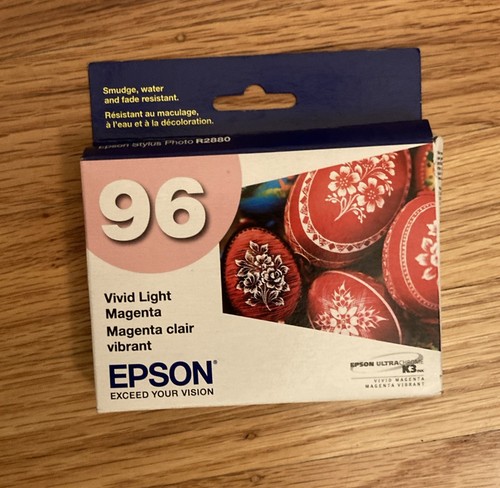 Smudge, water
and fade resistant.
Résistant au maculage,
à l'eau et à la décoloration.
Epson Stylus Photo R2880
96
Vivid Light
Magenta
Magenta clair
vibrant
EPSON®
EXCEED YOUR VISION
EPSON ULTRACHROME
K3
VIVID MAGENTA
MAGENTA VIBRANT